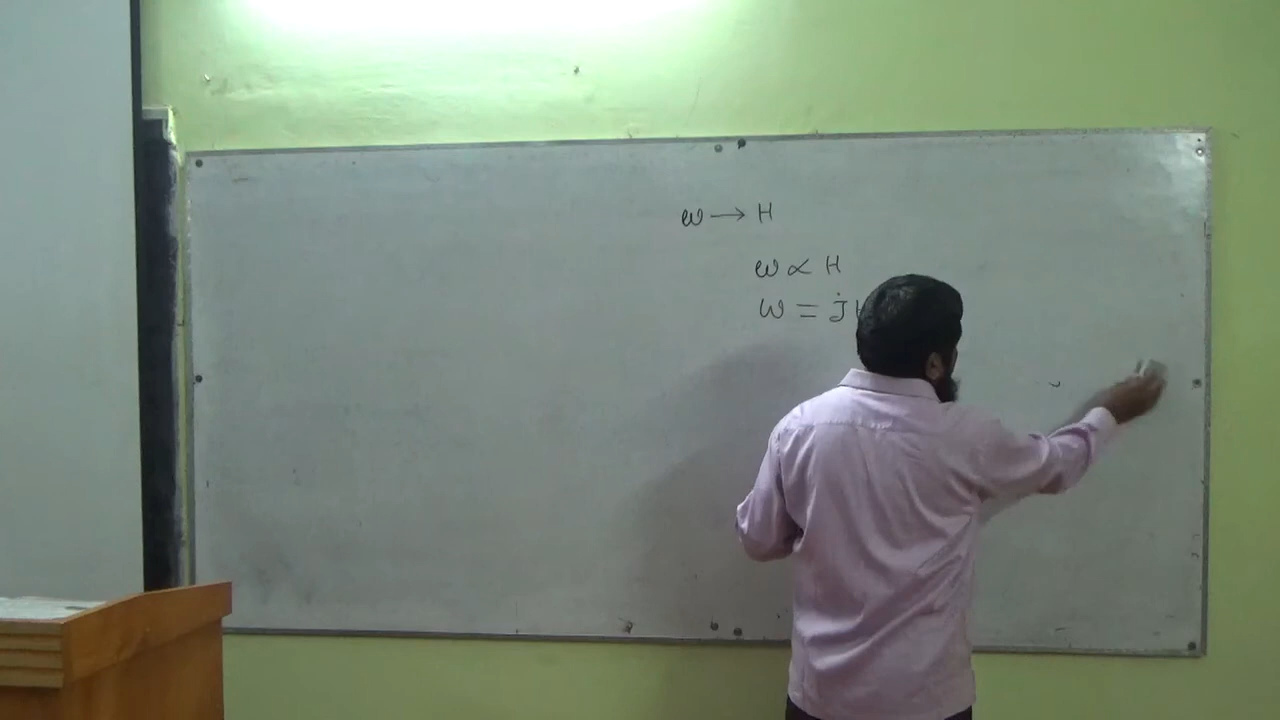 W → H
W ∝ H
W = J